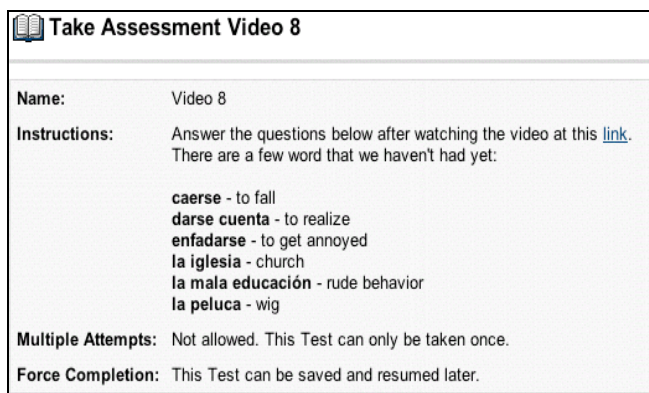 Take Assessment Video 8
Name: Video 8
Instructions: Answer the questions below after watching the video at this link.
There are a few word that we haven't had yet:
caerse - to fall
darse cuenta - to realize
enfadarse - to get annoyed
la iglesia - church
la mala educación - rude behavior
la peluca - wig
Multiple Attempts: Not allowed. This Test can only be taken once.
Force Completion: This Test can be saved and resumed later.